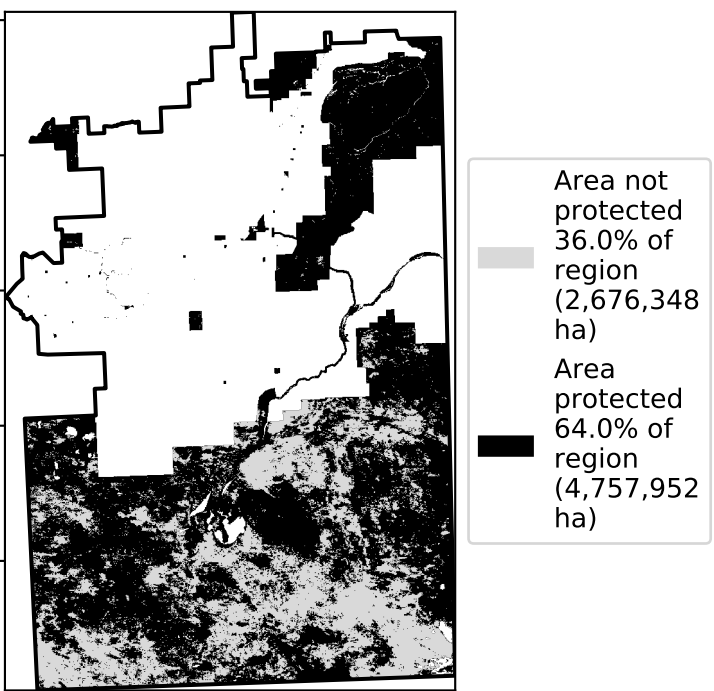 Area not
protected
36.0% of
region
(2,676,348
ha)
Area
protected
64.0% of
region
(4,757,952
ha)